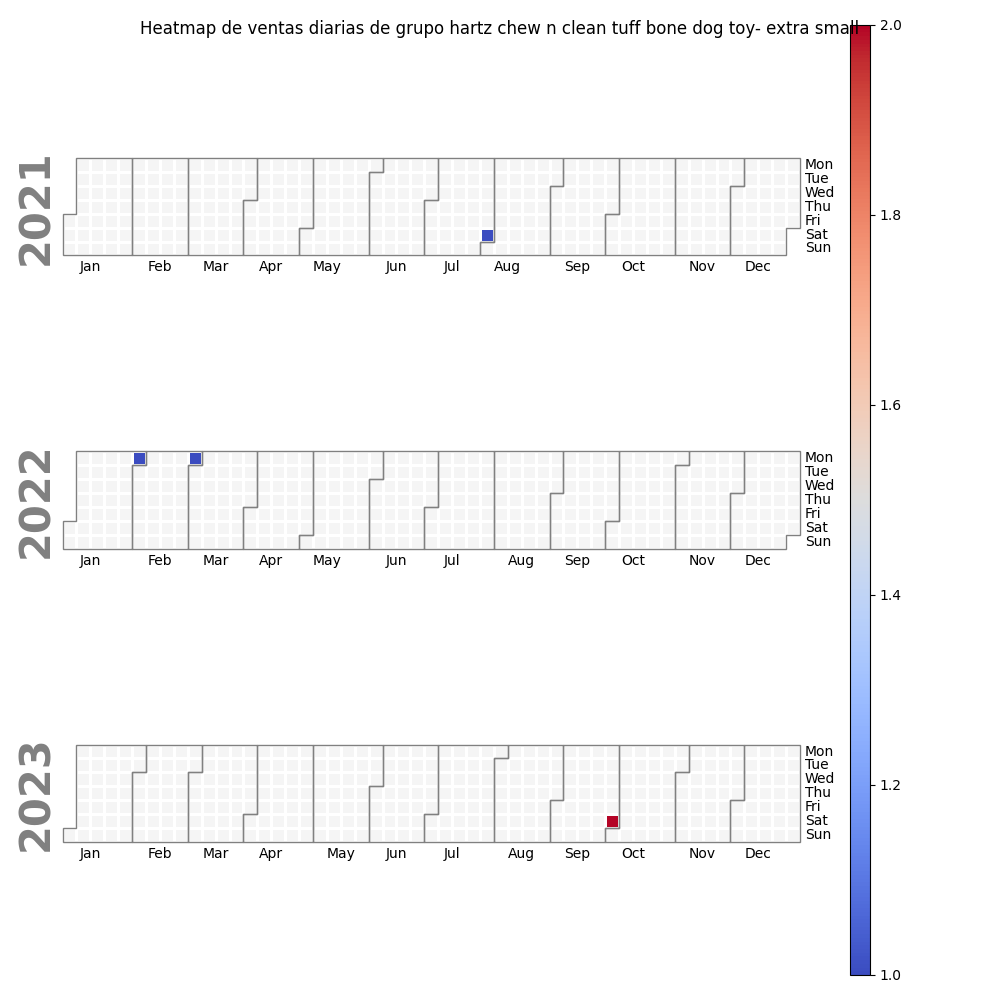 Heatmap de ventas diarias de grupo hartz chew n clean tuff bone dog toy- extra small
2.0
1.8
1.6
1.4
1.2
1.0
2021
Mon
Tue
Wed
Thu
Fri
Sat
Sun
Jan Feb Mar Apr May Jun Jul Aug Sep Oct Nov Dec
2022
Mon
Tue
Wed
Thu
Fri
Sat
Sun
Jan Feb Mar Apr May Jun Jul Aug Sep Oct Nov Dec
2023
Mon
Tue
Wed
Thu
Fri
Sat
Sun
Jan Feb Mar Apr May Jun Jul Aug Sep Oct Nov Dec